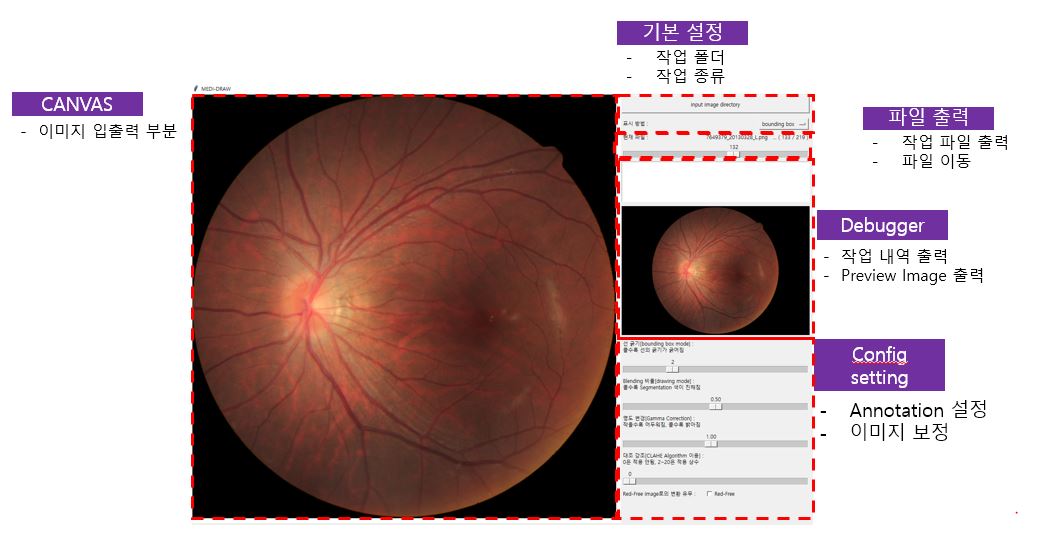 기본 설정
- 작업 폴더
- 작업 종류
CANVAS
- 이미지 입출력 부분
MEDI-DRAW
input image directory
표시 방법 :
bounding box
현재 파일
7649379_20130328_L.png ... ( 133 / 219 )
132
파일 출력
- 작업 파일 출력
- 파일 이동
Debugger
- 작업 내역 출력
- Preview Image 출력
Config
setting
- Annotation 설정
- 이미지 보정
선 굵기(bounding box mode) :
클수록 선의 굵기가 굵어짐
2
Blending 비율(drawing mode) :
클수록 Segmentation 색이 진해짐
0.50
명도 변경(Gamma Correction) :
작을수록 어두워짐, 클수록 밝아짐
1.00
대조 강조(CLAHE Algorithm 이용) :
0은 적용 안됨, 2~20은 적용 상수
0
Red-Free image로의 변환 유무 :
Red-Free